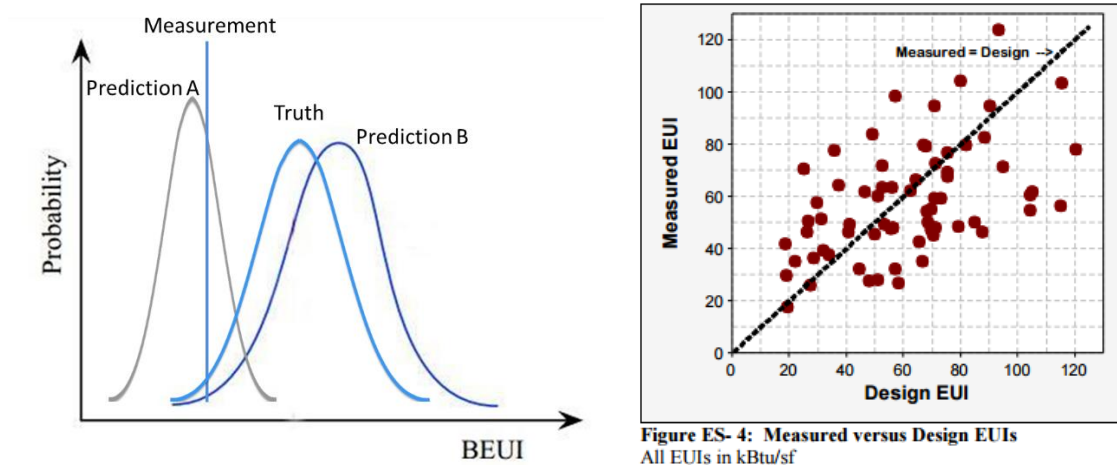 Measurement
Prediction A
Truth
Prediction B
Probability
BEUI
120
100
80
60
40
20
0
Measured = Design -->
Measured EUI
0 20 40 60 80 100 120
Design EUI
Figure ES- 4: Measured versus Design EUIs
All EUIs in kBtu/sf